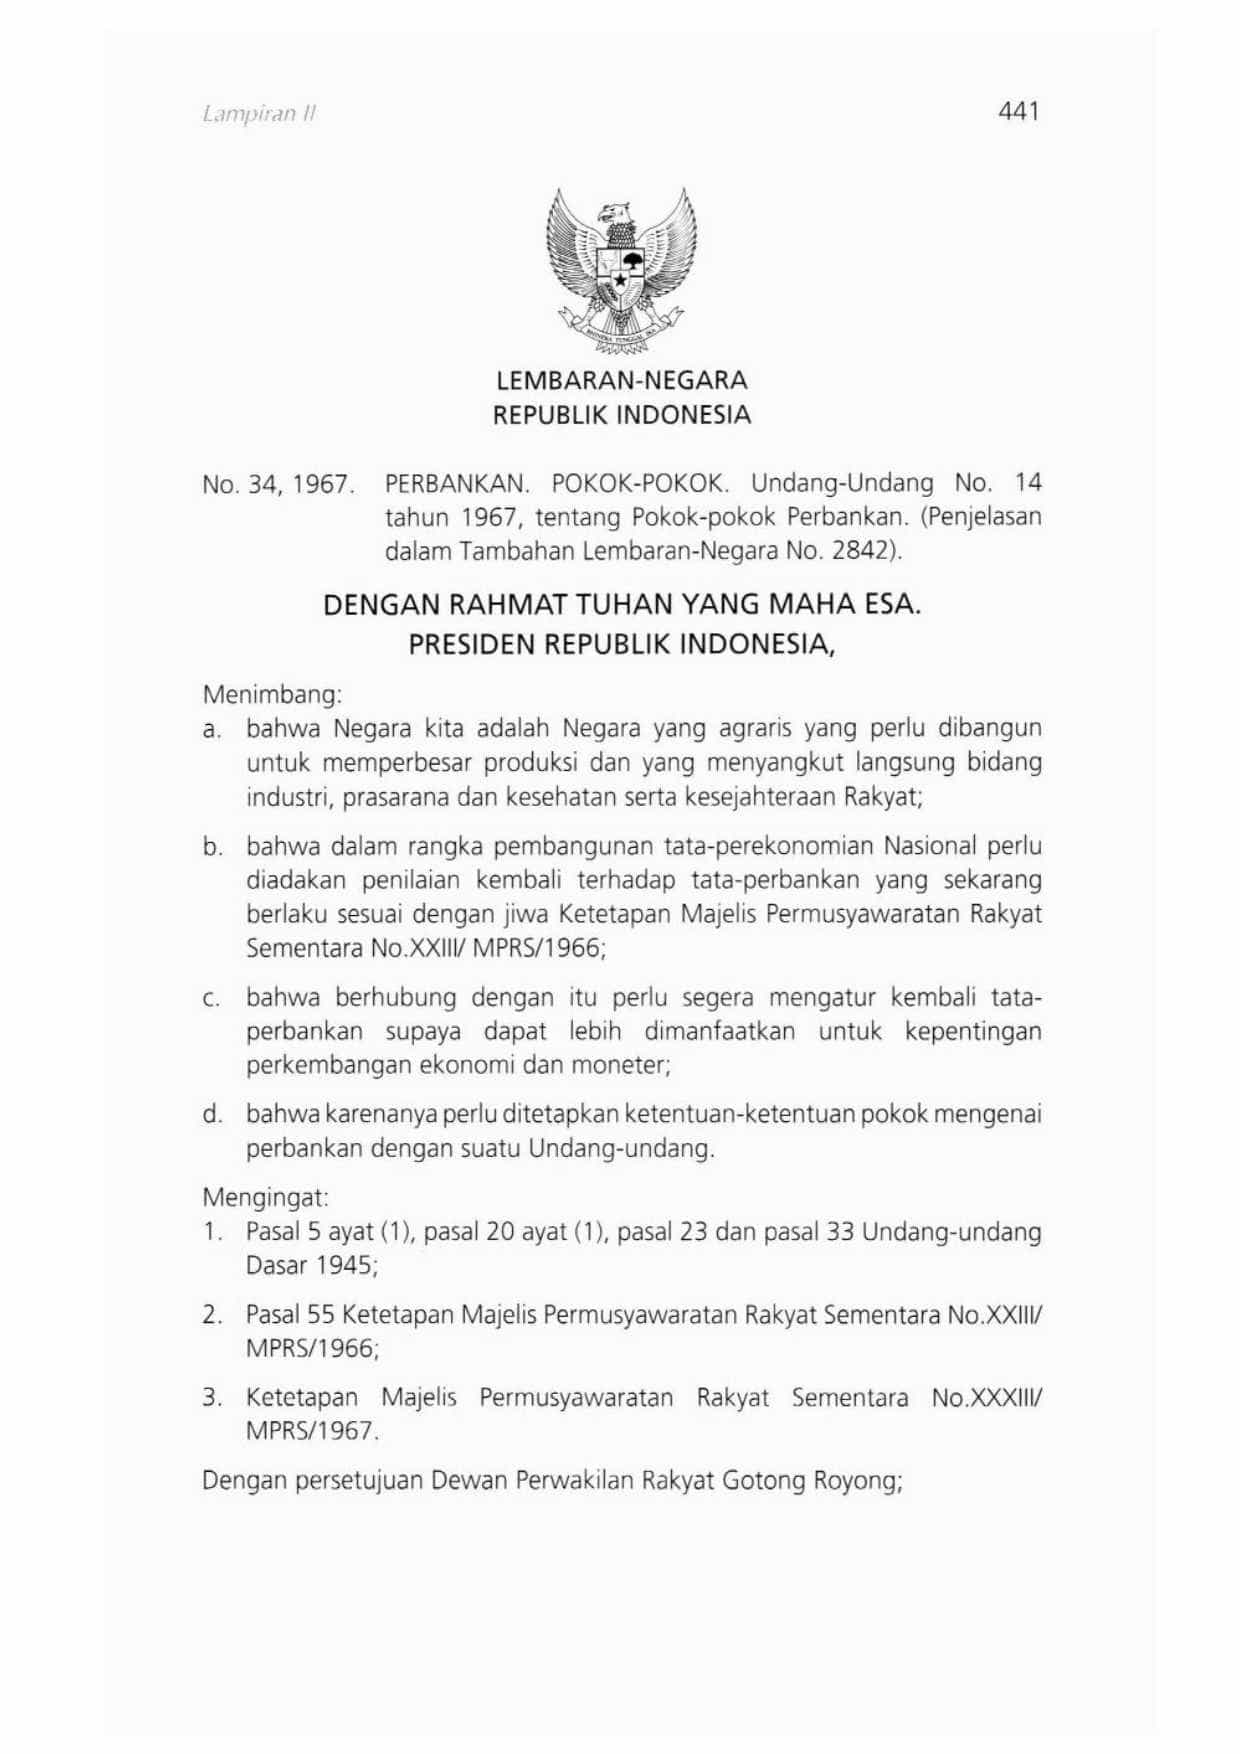 Lampiran II
441
BHINNEKA TUNGGAL IKA
LEMBARAN-NEGARA
REPUBLIK INDONESIA
No. 34, 1967. PERBANKAN. POKOK-POKOK. Undang-Undang No. 14
tahun 1967, tentang Pokok-pokok Perbankan. (Penjelasan
dalam Tambahan Lembaran-Negara No. 2842).
DENGAN RAHMAT TUHAN YANG MAHA ESA.
PRESIDEN REPUBLIK INDONESIA,
Menimbang:
a. bahwa Negara kita adalah Negara yang agraris yang perlu dibangun
untuk memperbesar produksi dan yang menyangkut langsung bidang
industri, prasarana dan kesehatan serta kesejahteraan Rakyat;
b. bahwa dalam rangka pembangunan tata-perekonomian Nasional perlu
diadakan penilaian kembali terhadap tata-perbankan yang sekarang
berlaku sesuai dengan jiwa Ketetapan Majelis Permusyawaratan Rakyat
Sementara No.XXIII/ MPRS/1966;
c. bahwa berhubung dengan itu perlu segera mengatur kembali tata-
perbankan supaya dapat lebih dimanfaatkan untuk kepentingan
perkembangan ekonomi dan moneter;
d. bahwa karenanya perlu ditetapkan ketentuan-ketentuan pokok mengenai
perbankan dengan suatu Undang-undang.
Mengingat:
1. Pasal 5 ayat (1), pasal 20 ayat (1), pasal 23 dan pasal 33 Undang-undang
Dasar 1945;
2. Pasal 55 Ketetapan Majelis Permusyawaratan Rakyat Sementara No.XXIII/
MPRS/1966;
3. Ketetapan Majelis Permusyawaratan Rakyat Sementara No.XXXIII/
MPRS/1967.
Dengan persetujuan Dewan Perwakilan Rakyat Gotong Royong;